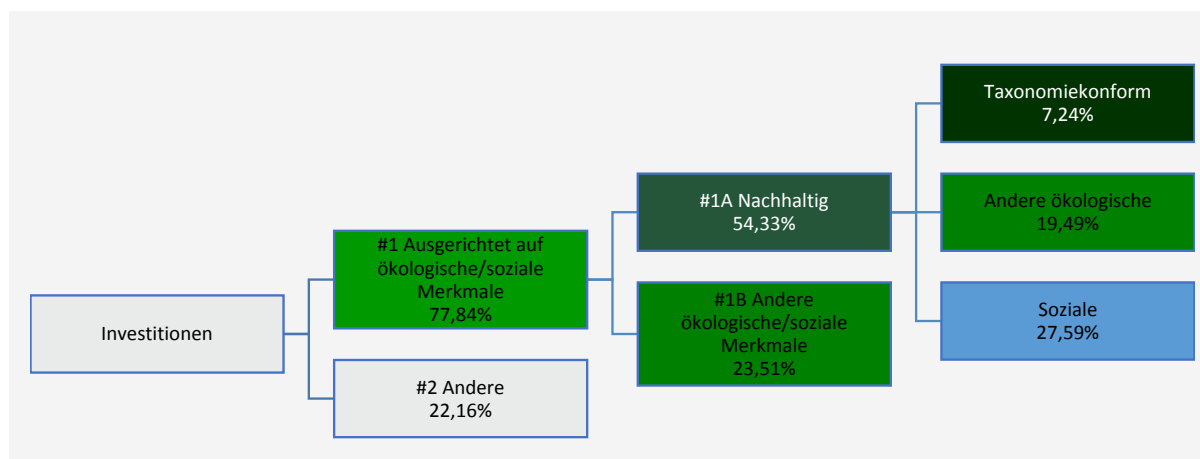 Investitionen
#1 Ausgerichtet auf
ökologische/soziale
Merkmale
77,84%
#2 Andere
22,16%
#1A Nachhaltig
54,33%
#1B Andere
ökologische/soziale
Merkmale
23,51%
Taxonomiekonform
7,24%
Andere ökologische
19,49%
Soziale
27,59%